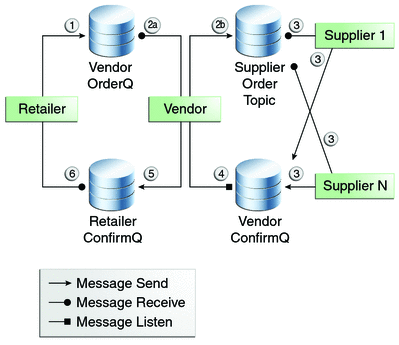 1
2a
2b
3
Supplier 1
Vendor
OrderQ
Supplier
Order
Topic
3
Retailer
Vendor
3
6
5
4
3
Supplier N
Retailer
ConfirmQ
Vendor
ConfirmQ
Message Send
Message Receive
Message Listen